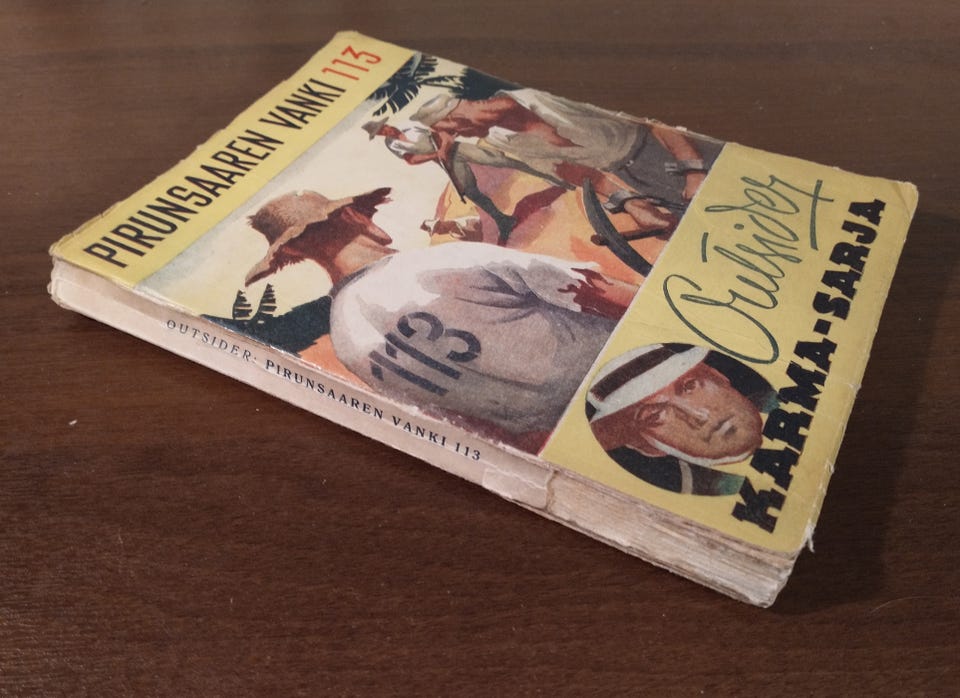 PIRUNSAAREN VANKI 113
113
Outsider
KARMA-SARJA
OUTSIDER: PIRUNSAAREN VANKI 113